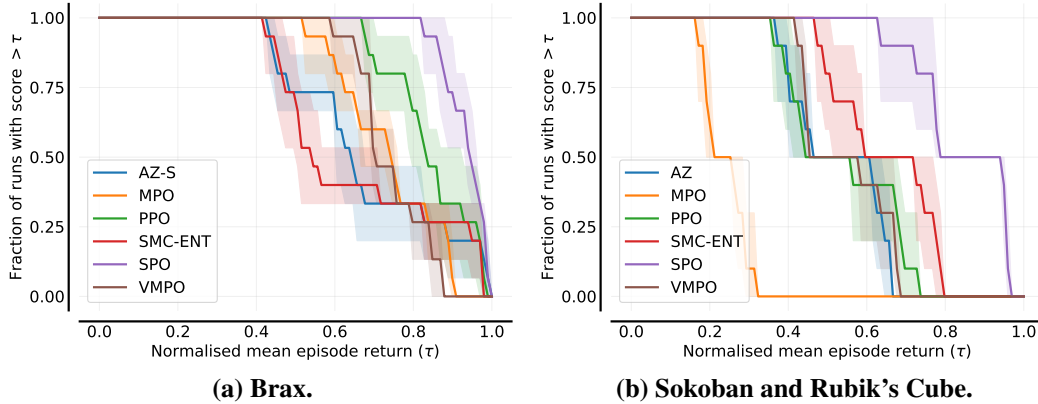 Fraction of runs with score > τ
1.00
0.75
0.50
0.25
0.00
AZ-S
MPO
PPO
SMC-ENT
SPO
VMPO
0.0 0.2 0.4 0.6 0.8 1.0
Normalised mean episode return (τ)
(a) Brax.
Fraction of runs with score > τ
1.00
0.75
0.50
0.25
0.00
AZ
MPO
PPO
SMC-ENT
SPO
VMPO
0.0 0.2 0.4 0.6 0.8 1.0
Normalised mean episode return (τ)
(b) Sokoban and Rubik's Cube.